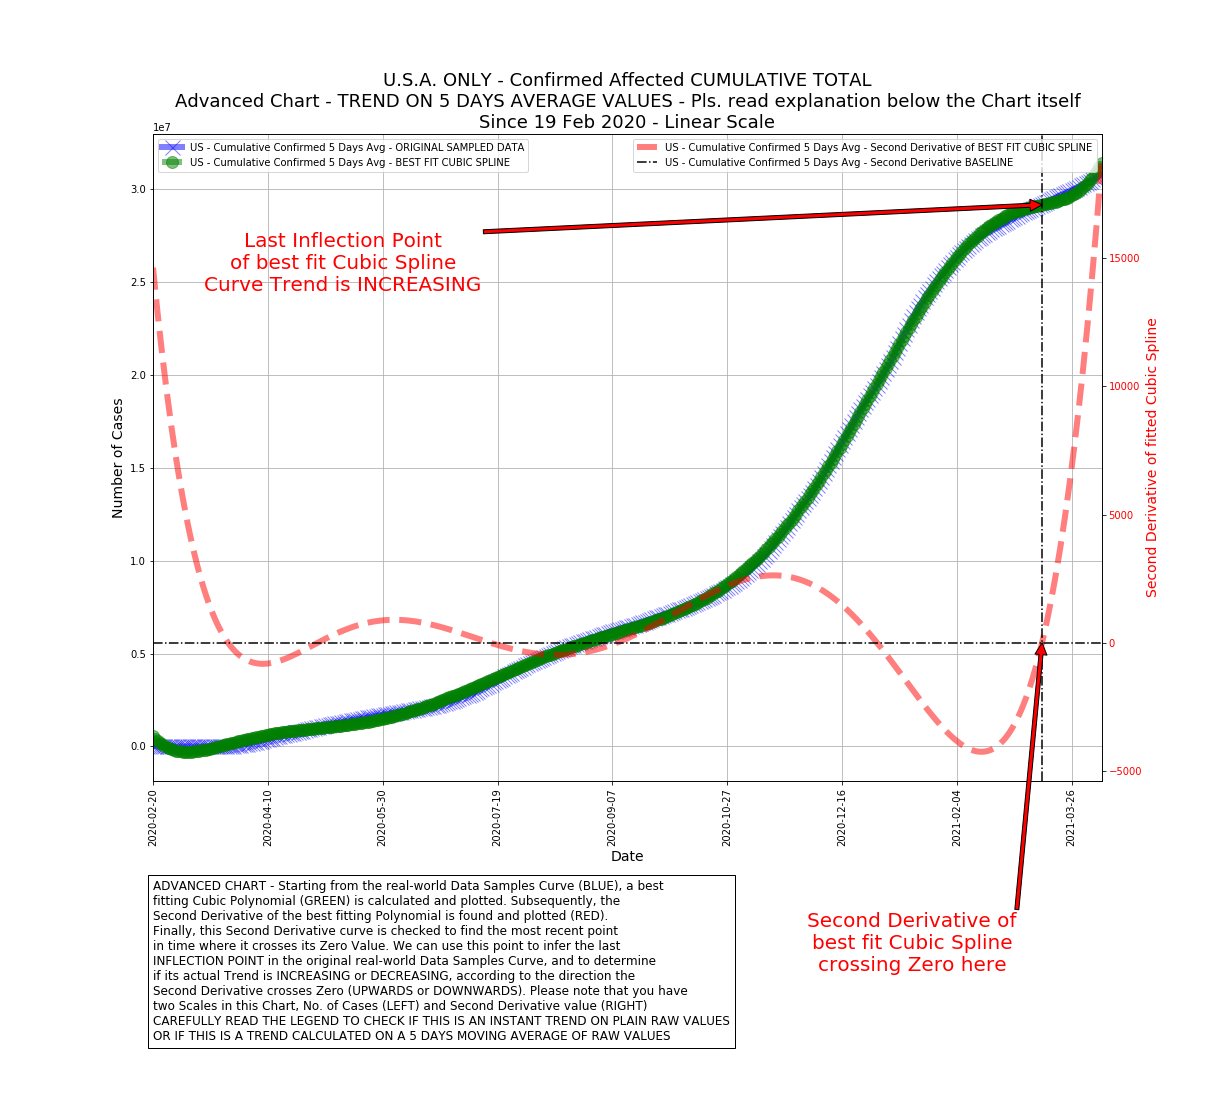 U.S.A. ONLY - Confirmed Affected CUMULATIVE TOTAL
Advanced Chart - TREND ON 5 DAYS AVERAGE VALUES - Pls. read explanation below the Chart itself
Since 19 Feb 2020 - Linear Scale
1e7
US - Cumulative Confirmed 5 Days Avg - ORIGINAL SAMPLED DATA
US - Cumulative Confirmed 5 Days Avg - BEST FIT CUBIC SPLINE
US - Cumulative Confirmed 5 Days Avg - Second Derivative of BEST FIT CUBIC SPLINE
US - Cumulative Confirmed 5 Days Avg - Second Derivative BASELINE
Last Inflection Point
of best fit Cubic Spline
Curve Trend is INCREASING
Number of Cases
3.0
2.5
2.0
1.5
1.0
0.5
0.0
15000
10000
5000
0
−5000
Second Derivative of fitted Cubic Spline
2020-02-20
2020-04-10
2020-05-30
2020-07-19
2020-09-07
2020-10-27
2020-12-16
2021-02-04
2021-03-26
Date
ADVANCED CHART - Starting from the real-world Data Samples Curve (BLUE), a best
fitting Cubic Polynomial (GREEN) is calculated and plotted. Subsequently, the
Second Derivative of the best fitting Polynomial is found and plotted (RED).
Finally, this Second Derivative curve is checked to find the most recent point
in time where it crosses its Zero Value. We can use this point to infer the last
INFLECTION POINT in the original real-world Data Samples Curve, and to determine
if its actual Trend is INCREASING or DECREASING, according to the direction the
Second Derivative crosses Zero (UPWARDS or DOWNWARDS). Please note that you have
two Scales in this Chart, No. of Cases (LEFT) and Second Derivative value (RIGHT)
CAREFULLY READ THE LEGEND TO CHECK IF THIS IS AN INSTANT TREND ON PLAIN RAW VALUES
OR IF THIS IS A TREND CALCULATED ON A 5 DAYS MOVING AVERAGE OF RAW VALUES
Second Derivative of
best fit Cubic Spline
crossing Zero here